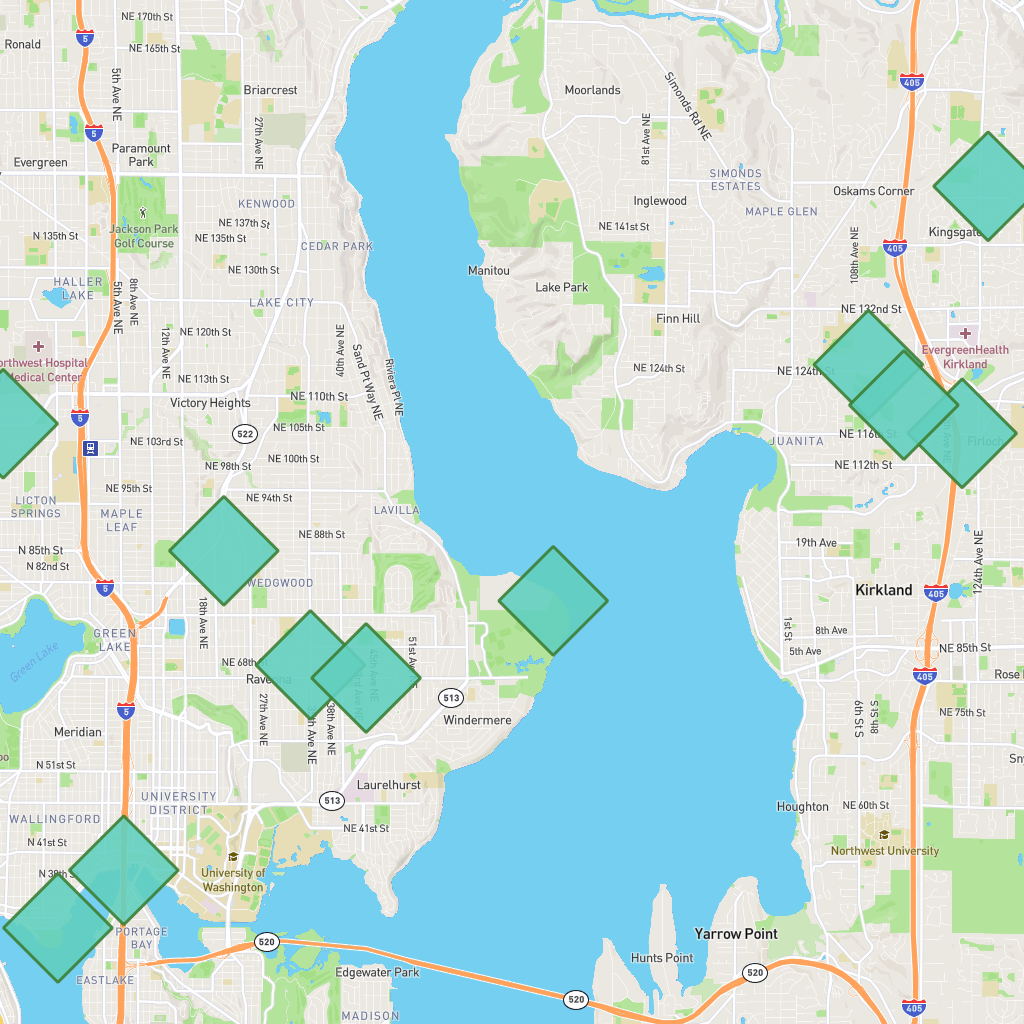 NE 170th St
Ronald
5
NE 165th St
5th Ave NE
Briarcrest
Moorlands
Simonds Rd NE
405
5
27th Ave NE
81st Ave NE
Paramount
Park
Evergreen
SIMONDS
ESTATES
Oskams Corner
KENWOOD
Inglewood
MAPLE GLEN
Jackson Park
Golf Course
NE 137th St
NE 135th St
N 135th St
NE 141st St
108th Ave NE
405
CEDAR PARK
NE 130th St
Manitou
HALLER
LAKE
8th Ave NE
5th Ave NE
Lake Park
LAKE CITY
NE 132nd St
Finn Hill
NE 120th St
12th Ave NE
40th Ave NE
Sand Pt Way NE
Riviera Pl NE
EvergreenHealth
Kirkland
NE 124th St
NE 124th
NE 113th St
NE 110th St
Victory Heights
5
522
NE 105th St
NE 103rd St
NE 116th St
JUANITA
NE 100th St
NE 98th St
NE 112th St
NE 95th St
NE 94th St
LICTON
SPRINGS
MAPLE
LEAF
LAVILLA
NE 88th St
19th Ave
124th Ave NE
N 85th St
N 82nd St
WEDGWOOD
5
Kirkland
405
18th Ave NE
1st St
8th Ave
5th Ave
GREEN
LAKE
Green Lake
NE 85th St
NE 68th
45th Ave NE
405
27th Ave NE
38th Ave NE
513
Windermere
6th St S
8th St S
NE 75th St
5
Meridian
N 51st St
Laurelhurst
UNIVERSITY
DISTRICT
513
Houghton
NE 60th St
WALLINGFORD
NE 41st St
N 41st St
Northwest University
University of
Washington
PORTAGE
BAY
520
Yarrow Point
Hunts Point
EASTLAKE
Edgewater Park
520
520
MADISON
405